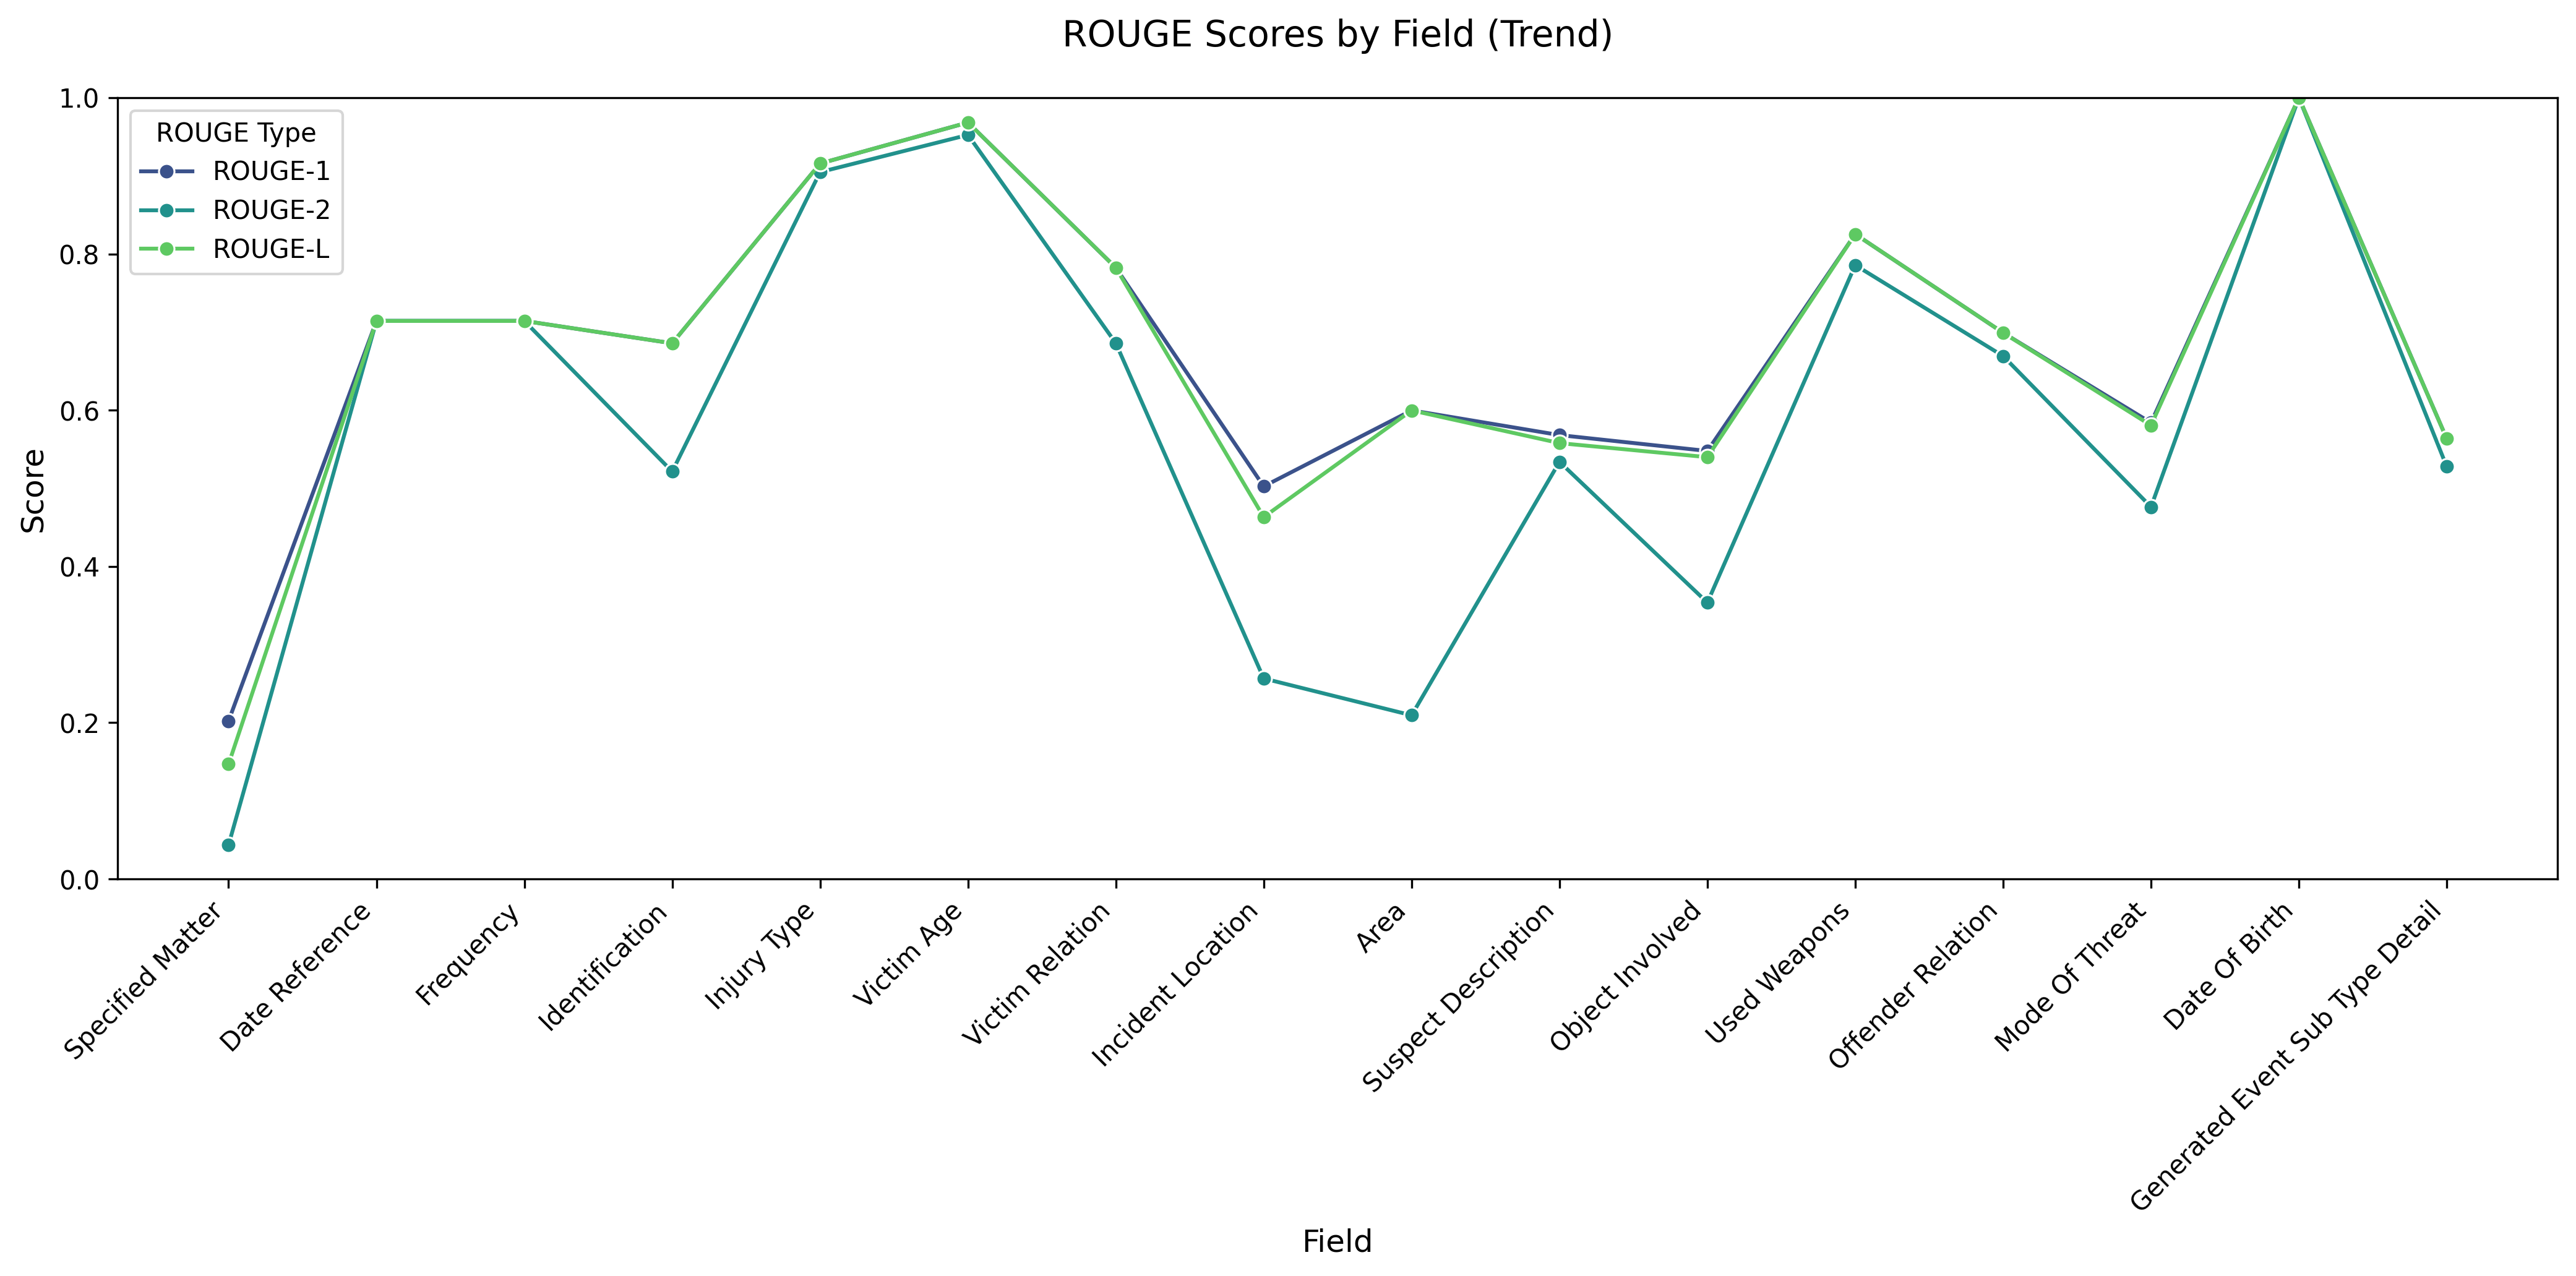 ROUGE Scores by Field (Trend)
ROUGE Type
ROUGE-1
ROUGE-2
ROUGE-L
Score
1.0
0.8
0.6
0.4
0.2
0.0
Specified Matter
Date Reference
Frequency
Identification
Injury Type
Victim Age
Victim Relation
Incident Location
Area
Suspect Description
Object Involved
Used Weapons
Offender Relation
Mode Of Threat
Date Of Birth
Generated Event Sub Type Detail
Field